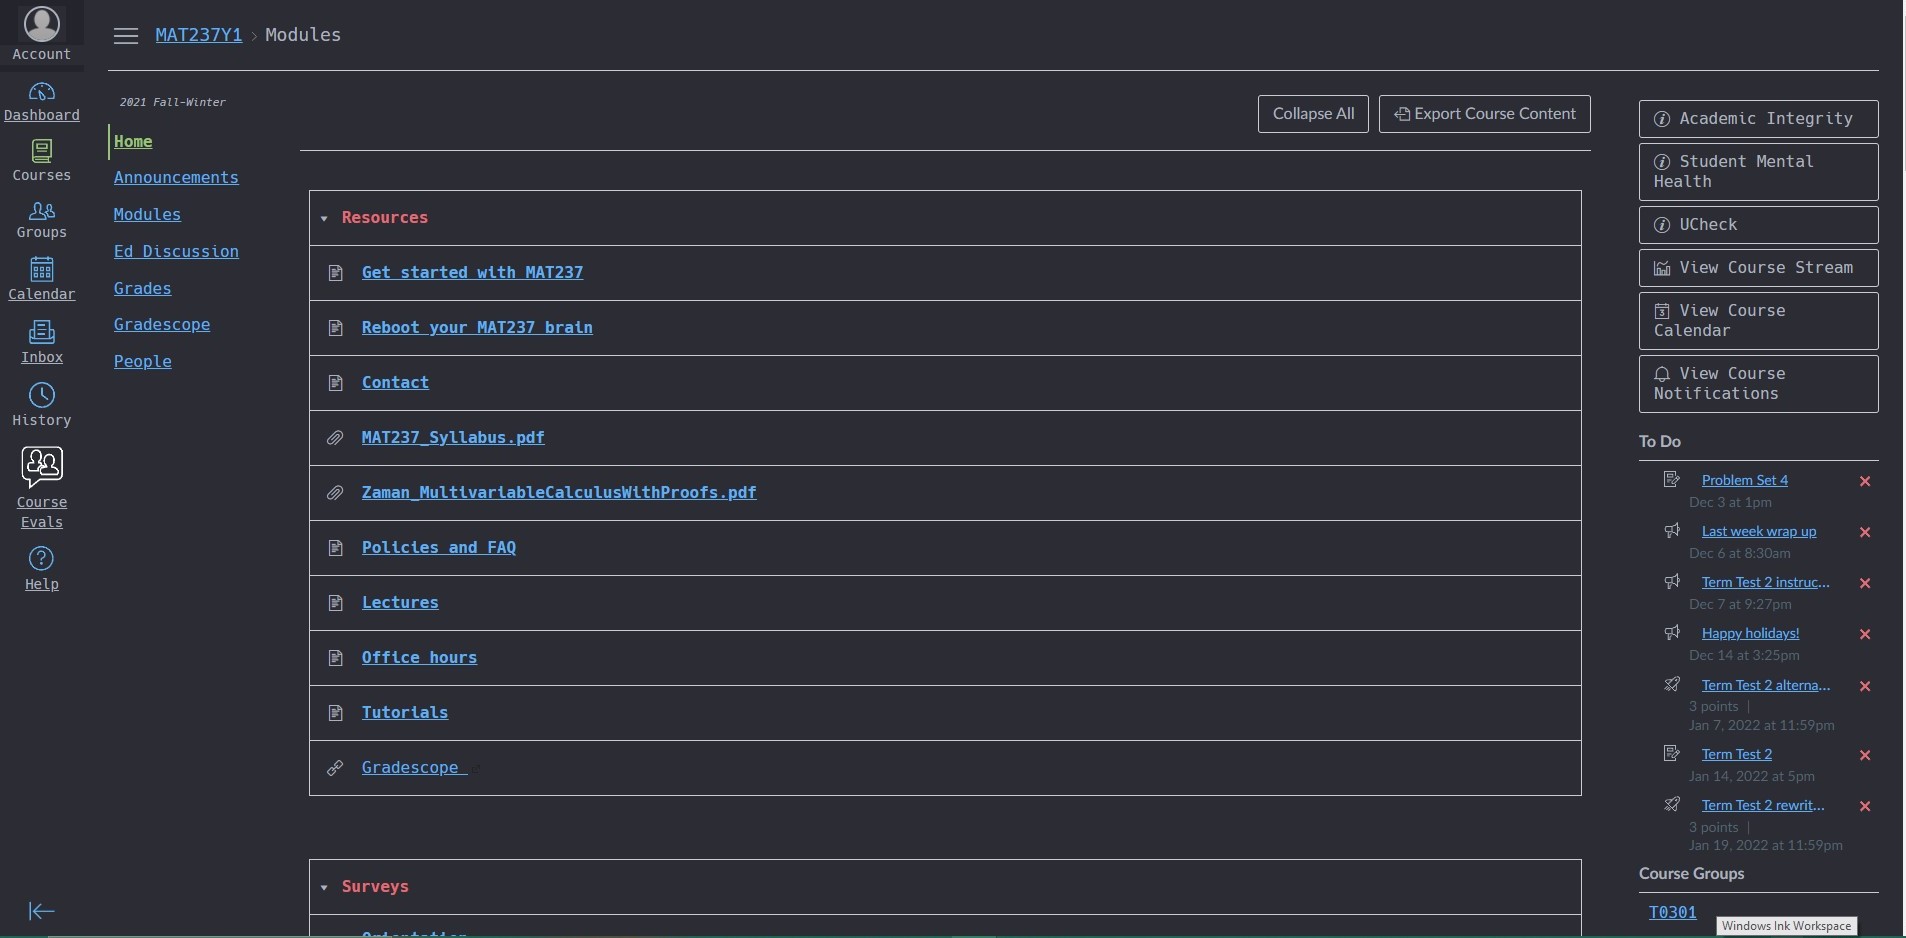 Account
Dashboard
Courses
Groups
Calendar
Inbox
History
Course
Evals
Help
MAT237Y1 > Modules
2021 Fall-Winter
Home
Announcements
Modules
Ed Discussion
Grades
Gradescope
People
Collapse All
Export Course Content
Resources
Get started with MAT237
Reboot your MAT237 brain
Contact
MAT237_Syllabus.pdf
Zaman_MultivariableCalculusWithProofs.pdf
Policies and FAQ
Lectures
Office hours
Tutorials
Gradescope
Surveys
Orientation
Academic Integrity
Student Mental
Health
UCheck
View Course Stream
View Course
Calendar
View Course
Notifications
To Do
Problem Set 4
Dec 3 at 1pm
Last week wrap up
Dec 6 at 8:30am
Term Test 2 instruc...
Dec 7 at 9:27pm
Happy holidays!
Dec 14 at 3:25pm
Term Test 2 alterna...
3 points |
Jan 7, 2022 at 11:59pm
Term Test 2
Jan 14, 2022 at 5pm
Term Test 2 rewrit...
3 points |
Jan 19, 2022 at 11:59pm
Course Groups
T0301
Windows Ink Workspace